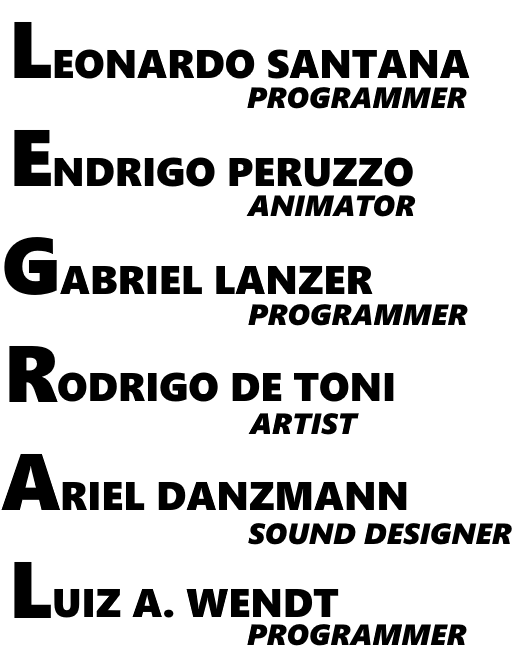 LEONARDO SANTANA
PROGRAMMER
ENDRIGO PERUZZO
ANIMATOR
GABRIEL LANZER
PROGRAMMER
RODRIGO DE TONI
ARTIST
ARIEL DANZMANN
SOUND DESIGNER
LUIZ A. WENDT
PROGRAMMER